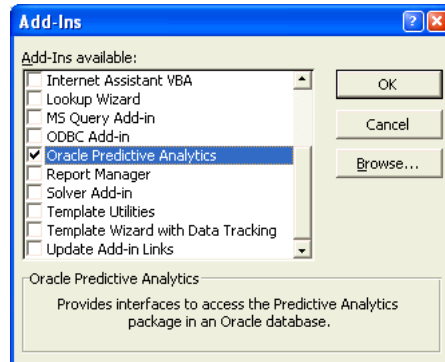 Add-Ins
Add-Ins available:
Internet Assistant VBA
Lookup Wizard
MS Query Add-in
ODBC Add-in
Oracle Predictive Analytics
Report Manager
Solver Add-in
Template Utilities
Template Wizard with Data Tracking
Update Add-in Links
OK
Cancel
Browse...
Oracle Predictive Analytics
Provides interfaces to access the Predictive Analytics
package in an Oracle database.